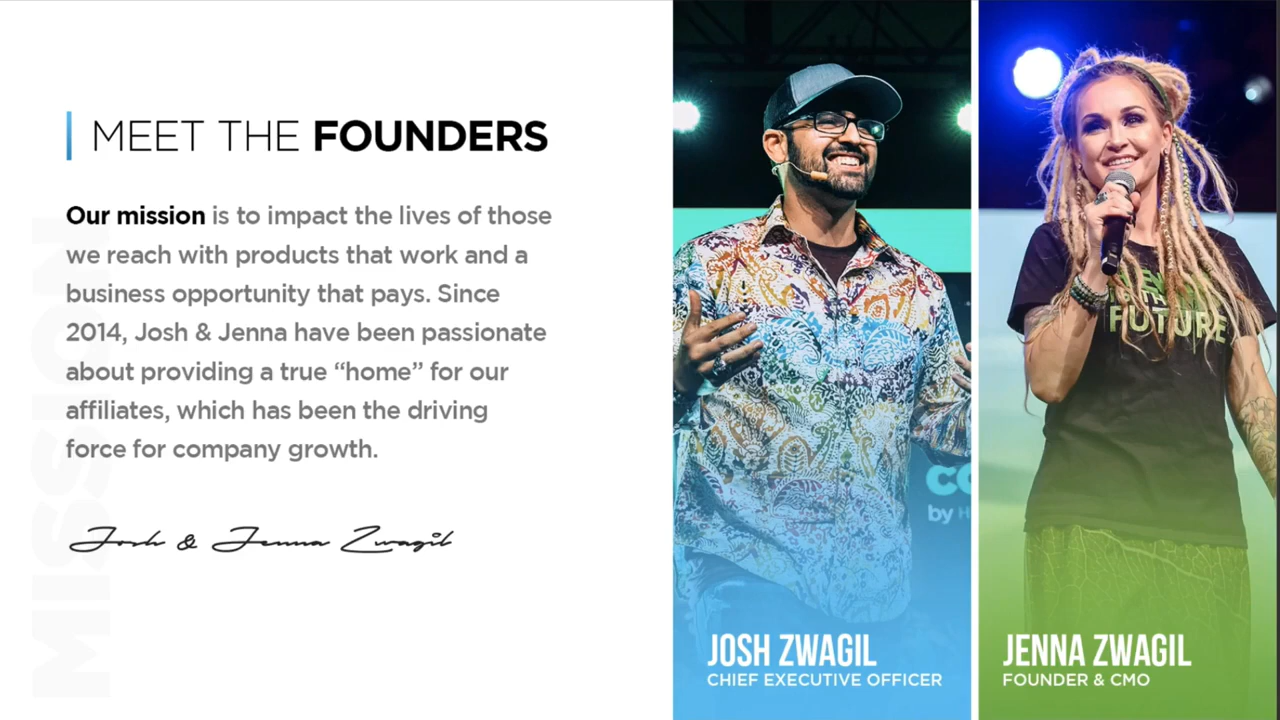 MEET THE FOUNDERS
Our mission is to impact the lives of those
we reach with products that work and a
business opportunity that pays. Since
2014, Josh & Jenna have been passionate
about providing a true “home” for our
affiliates, which has been the driving
force for company growth.
Josh & Jenna Zwagil
MISSION
by H
FUTURE
JOSH ZWAGIL
CHIEF EXECUTIVE OFFICER
JENNA ZWAGIL
FOUNDER & CMO